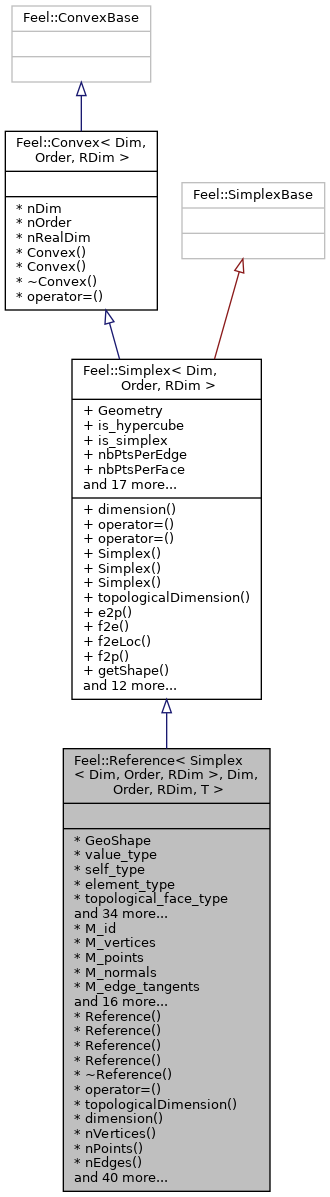 Feel::ConvexBase
Feel::Convex< Dim,
Order, RDim >
* nDim
* nOrder
* nRealDim
* Convex()
* Convex()
* ~Convex()
* operator=()
Feel::SimplexBase
Feel::Simplex< Dim,
Order, RDim >
+ Geometry
+ is_hypercube
+ is_simplex
+ nbPtsPerEdge
+ nbPtsPerFace
and 17 more...
+ dimension()
+ operator=()
+ operator=()
+ Simplex()
+ Simplex()
+ Simplex()
+ topologicalDimension()
+ e2p()
+ f2e()
+ f2eLoc()
+ f2p()
+ getShape()
and 12 more...
Feel::Reference< Simplex
< Dim, Order, RDim >, Dim,
Order, RDim, T >
* GeoShape
* value_type
* self_type
* element_type
* topological_face_type
and 34 more...
* M_id
* M_vertices
* M_points
* M_normals
* M_edge_tangents
and 16 more...
* Reference()
* Reference()
* Reference()
* Reference()
* ~Reference()
* operator=()
* topologicalDimension()
* dimension()
* nVertices()
* nPoints()
* nEdges()
and 40 more...